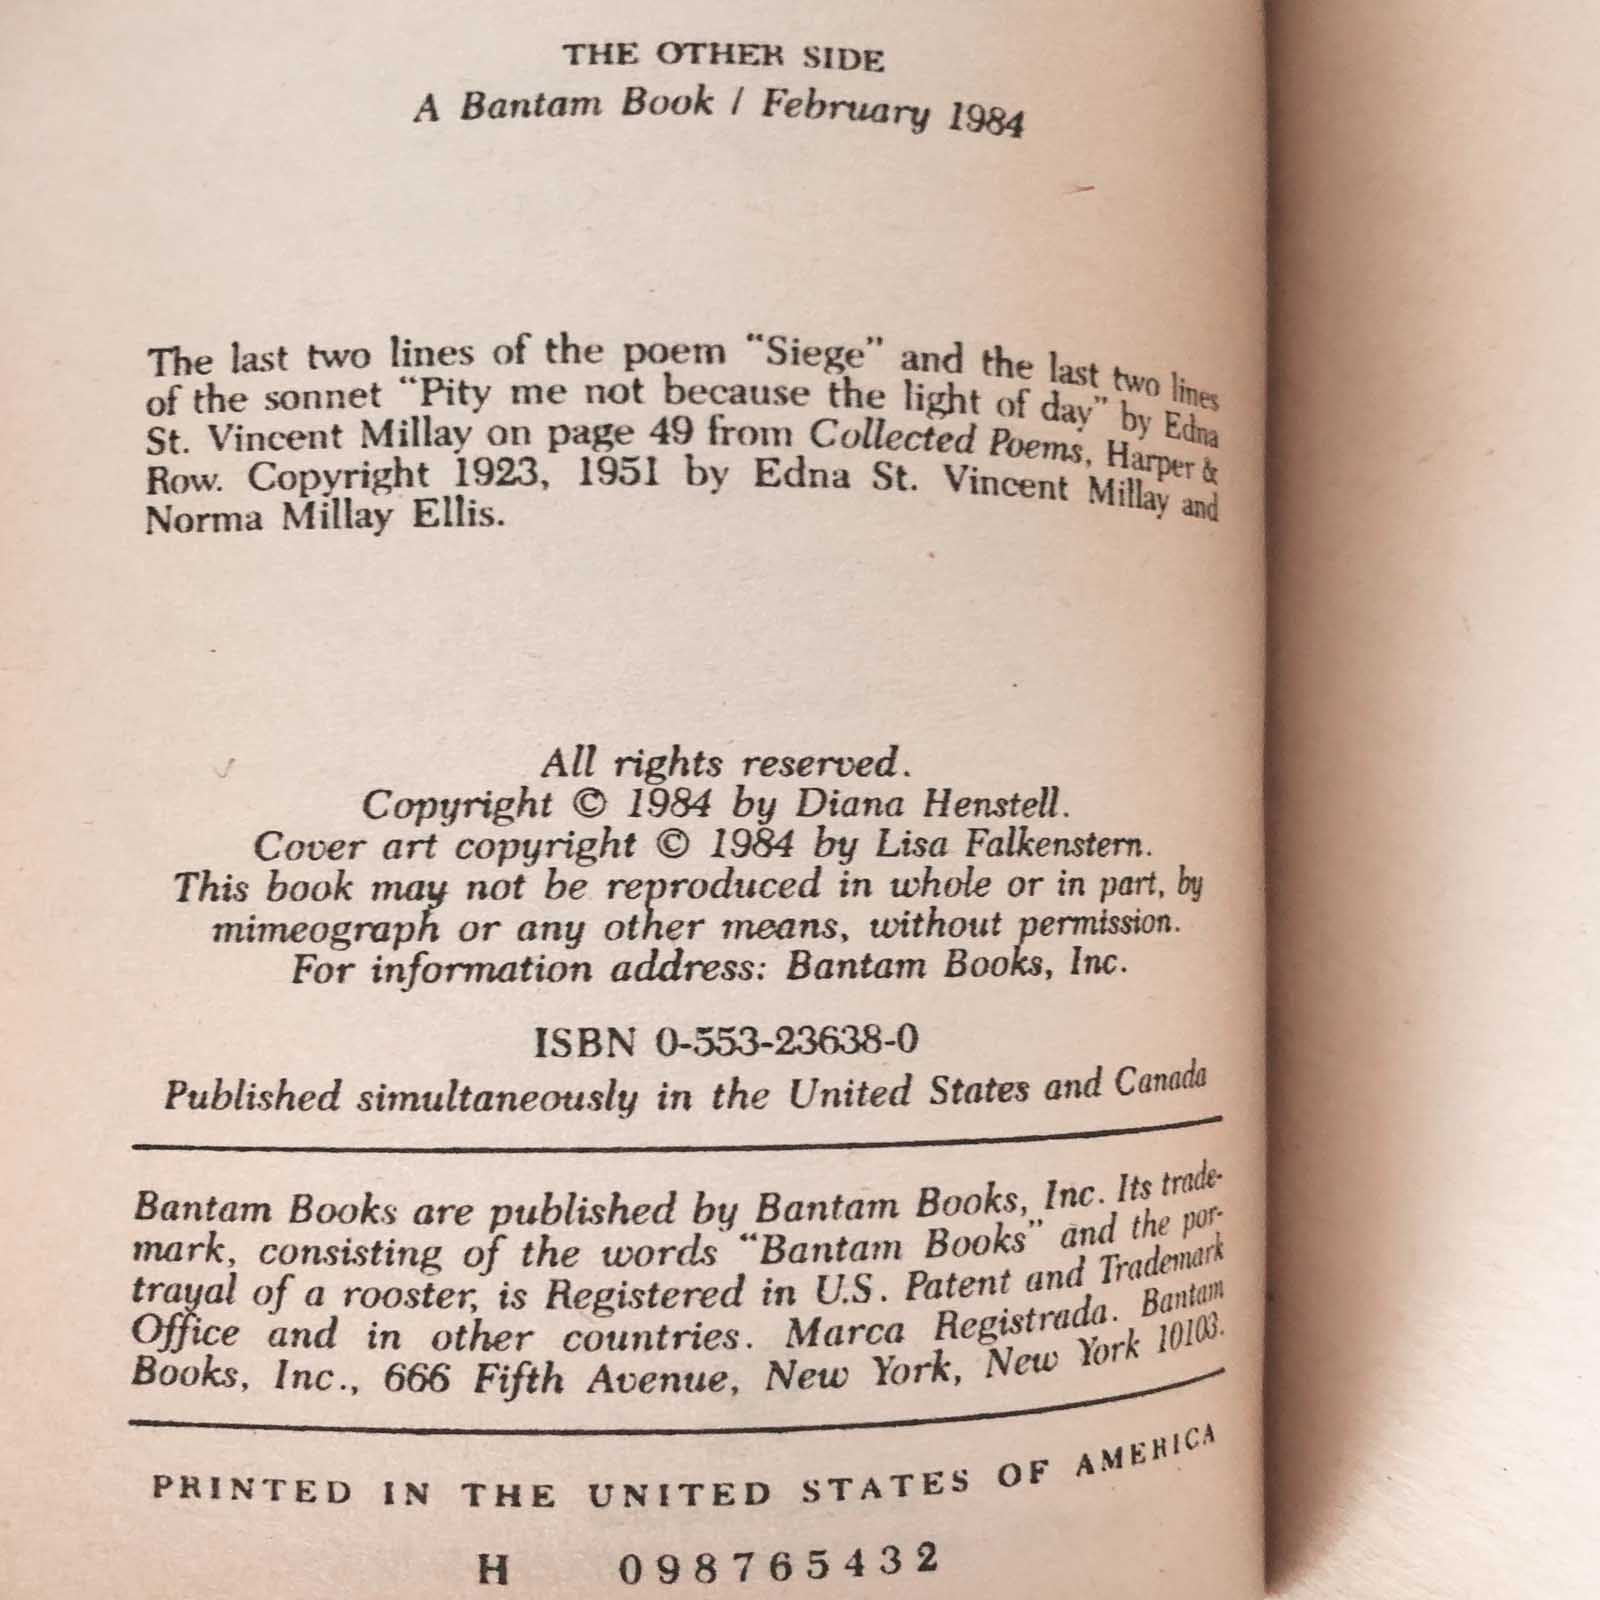 THE OTHER SIDE
A Bantam Book / February 1984
The last two lines of the poem "Siege" and the last two lines
of the sonnet "Pity me not because the light of day" by Edna
St. Vincent Millay on page 49 from Collected Poems, Harper &
Row. Copyright 1923, 1951 by Edna St. Vincent Millay and
Norma Millay Ellis.
All rights reserved.
Copyright © 1984 by Diana Henstell.
Cover art copyright © 1984 by Lisa Falkenstern.
This book may not be reproduced in whole or in part, by
mimeograph or any other means, without permission.
For information address: Bantam Books, Inc.
ISBN 0-553-23638-0
Published simultaneously in the United States and Canada
Bantam Books are published by Bantam Books, Inc. Its trade-
mark, consisting of the words "Bantam Books" and the por-
trayal of a rooster, is Registered in U.S. Patent and Trademark
Office and in other countries. Marca Registrada. Bantam
Books, Inc., 666 Fifth Avenue, New York, New York 10103.
PRINTED IN THE UNITED STATES OF AMERICA
H 0 9 8 7 6 5 4 3 2